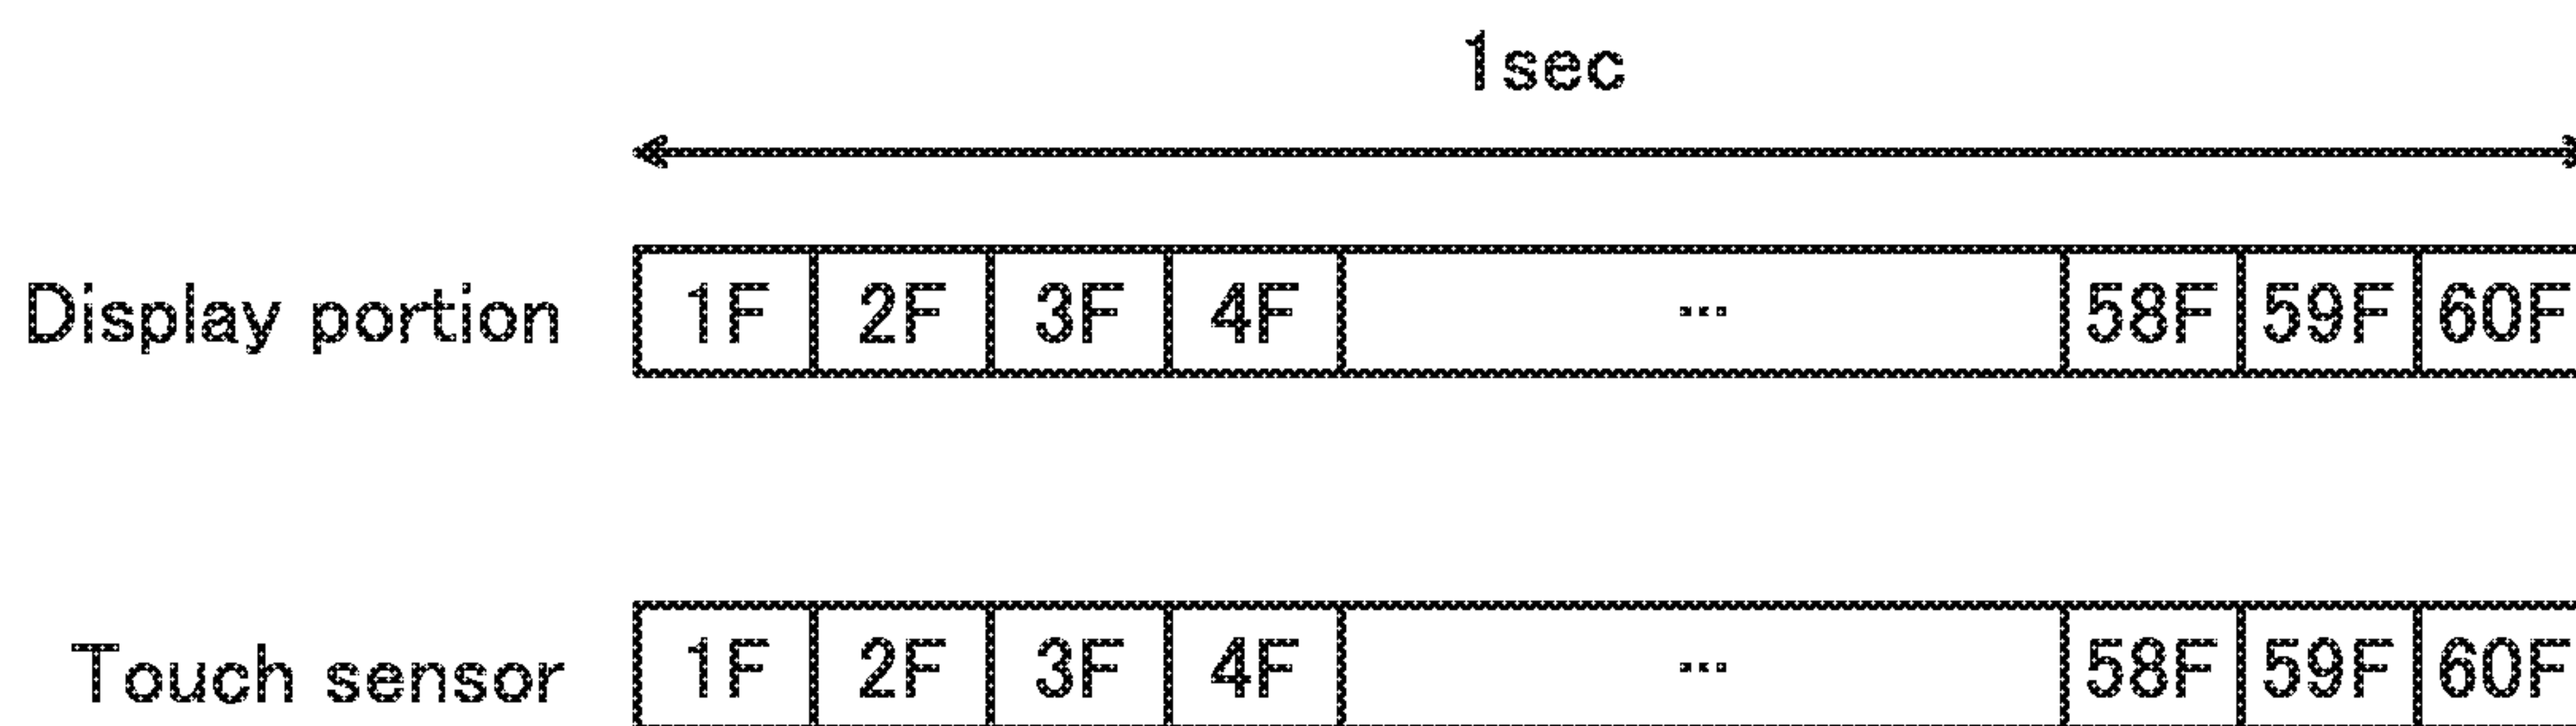 1sec
Display portion 1F 2F 3F 4F ... 58F 59F 60F
Touch sensor 1F 2F 3F 4F ... 58F 59F 60F